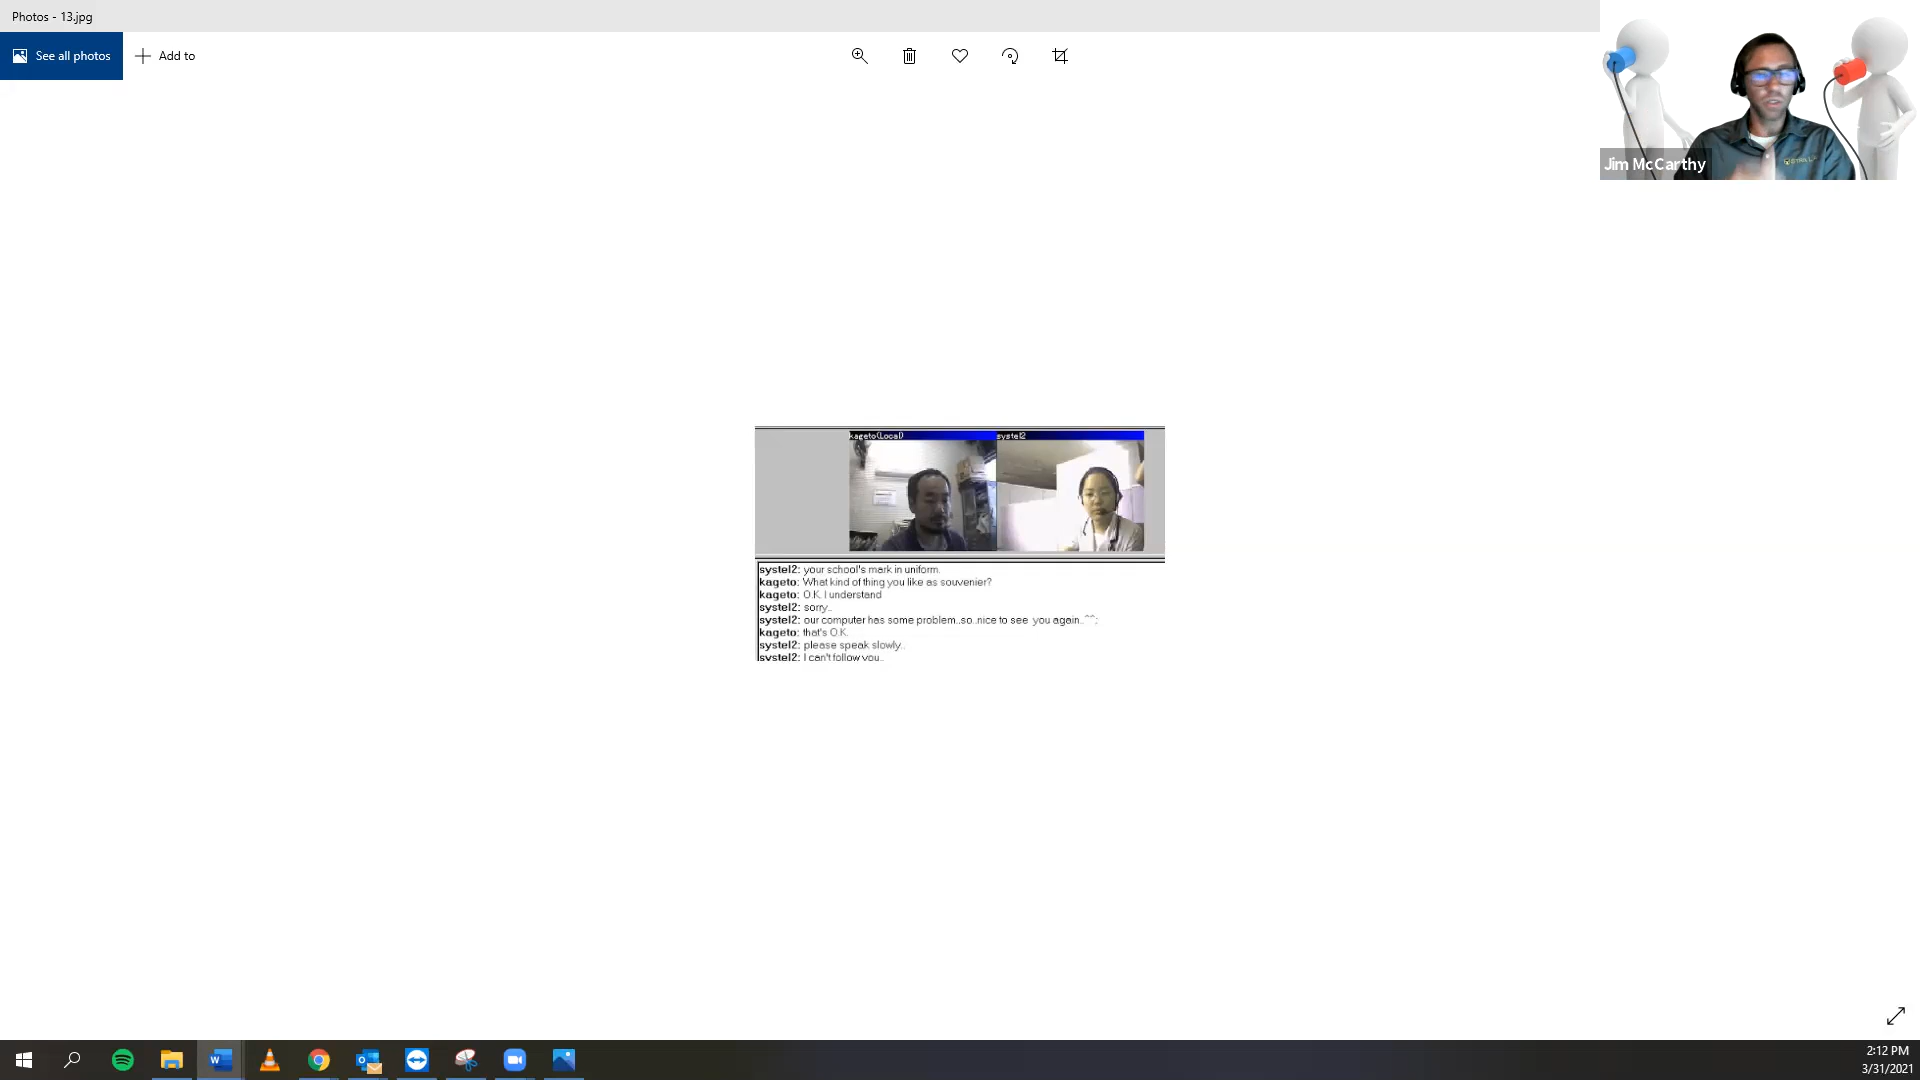 Photos - 13.jpg
See all photos
Add to
Jim McCarthy
kageto(Local)
systel2
systel2: your school's mark in uniform.
kageto: What kind of thing you like as souvenier?
kageto: O.K. I understand
systel2: sorry..
systel2: our computer has some problem..so..nice to see you again..^^;
kageto: that's O.K.
systel2: please speak slowly..
systel2: I can't follow you..
2:12 PM
3/31/2021